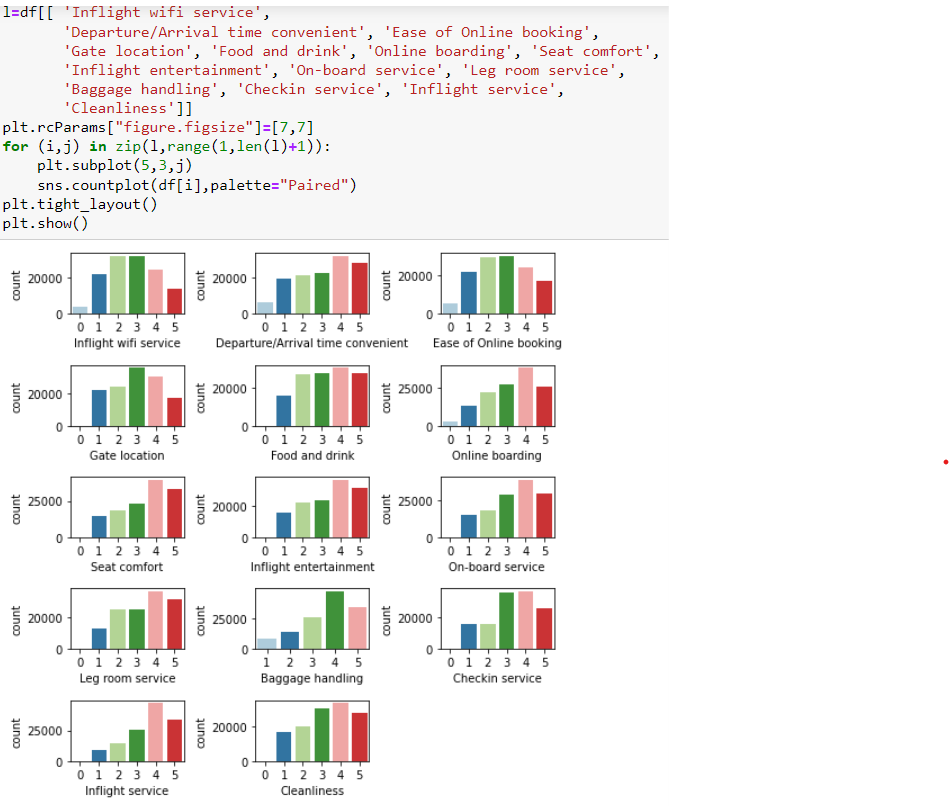 l=df[[ 'Inflight wifi service',
'Departure/Arrival time convenient', 'Ease of Online booking',
'Gate location', 'Food and drink', 'Online boarding', 'Seat comfort',
'Inflight entertainment', 'On-board service', 'Leg room service',
'Baggage handling', 'Checkin service', 'Inflight service',
'Cleanliness']]
plt.rcParams["figure.figsize"]=[7,7]
for (i,j) in zip(l,range(1,len(l)+1)):
plt.subplot(5,3,j)
sns.countplot(df[i],palette="Paired")
plt.tight_layout()
plt.show()
count 20000 0 count 20000 0 count 20000 0
0 1 2 3 4 5 0 1 2 3 4 5 0 1 2 3 4 5
Inflight wifi service Departure/Arrival time convenient Ease of Online booking
count 20000 0 count 20000 0 count 25000 0
0 1 2 3 4 5 0 1 2 3 4 5 0 1 2 3 4 5
Gate location Food and drink Online boarding
count 25000 0 count 20000 0 count 25000 0
0 1 2 3 4 5 0 1 2 3 4 5 0 1 2 3 4 5
Seat comfort Inflight entertainment On-board service
count 20000 0 count 25000 0 count 20000 0
0 1 2 3 4 5 1 2 3 4 5 0 1 2 3 4 5
Leg room service Baggage handling Checkin service
count 25000 0 count 20000 0
0 1 2 3 4 5 0 1 2 3 4 5
Inflight service Cleanliness